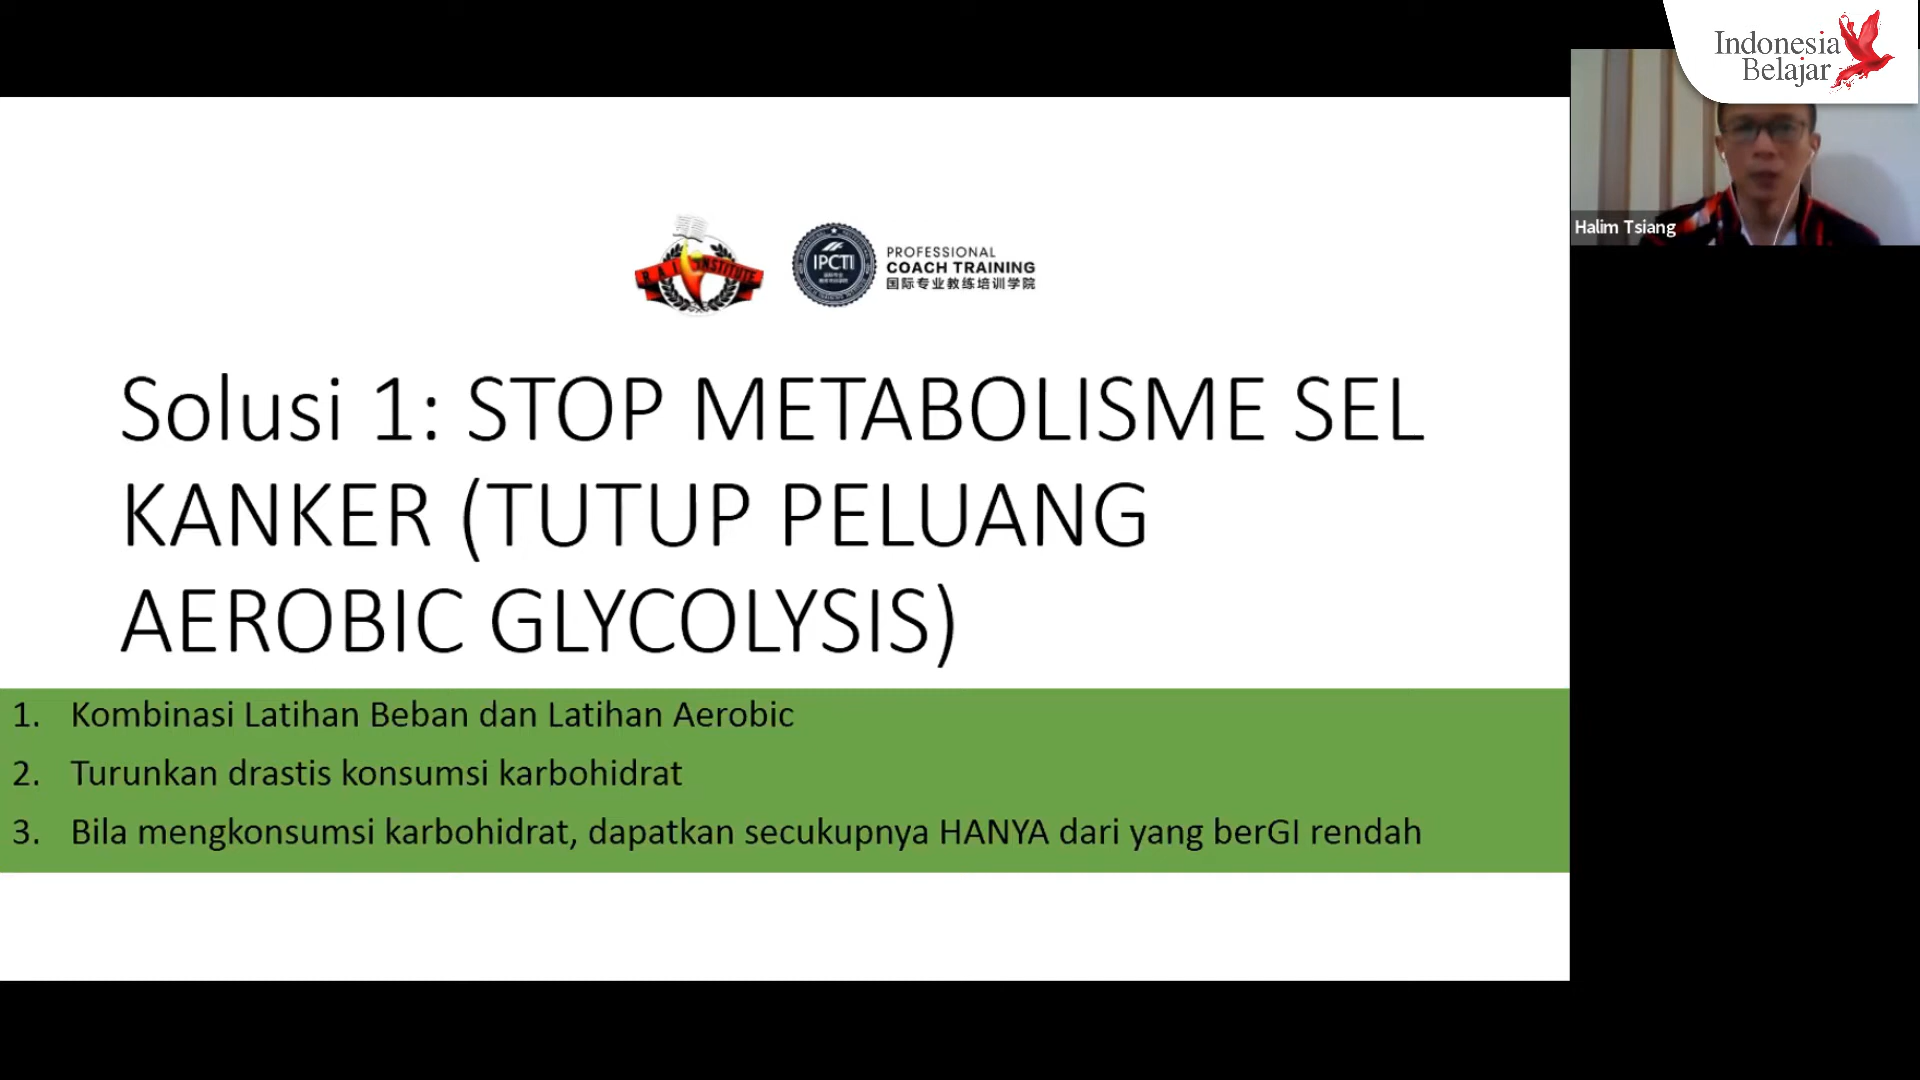 Indonesia
Belajar
Halim Tsiang
RAI INSTITUTE
IPCTI
PROFESSIONAL
COACH TRAINING
国际专业教练培训学院
Solusi 1: STOP METABOLISME SEL
KANKER (TUTUP PELUANG
AEROBIC GLYCOLYSIS)
1. Kombinasi Latihan Beban dan Latihan Aerobic
2. Turunkan drastis konsumsi karbohidrat
3. Bila mengkonsumsi karbohidrat, dapatkan secukupnya HANYA dari yang berGI rendah